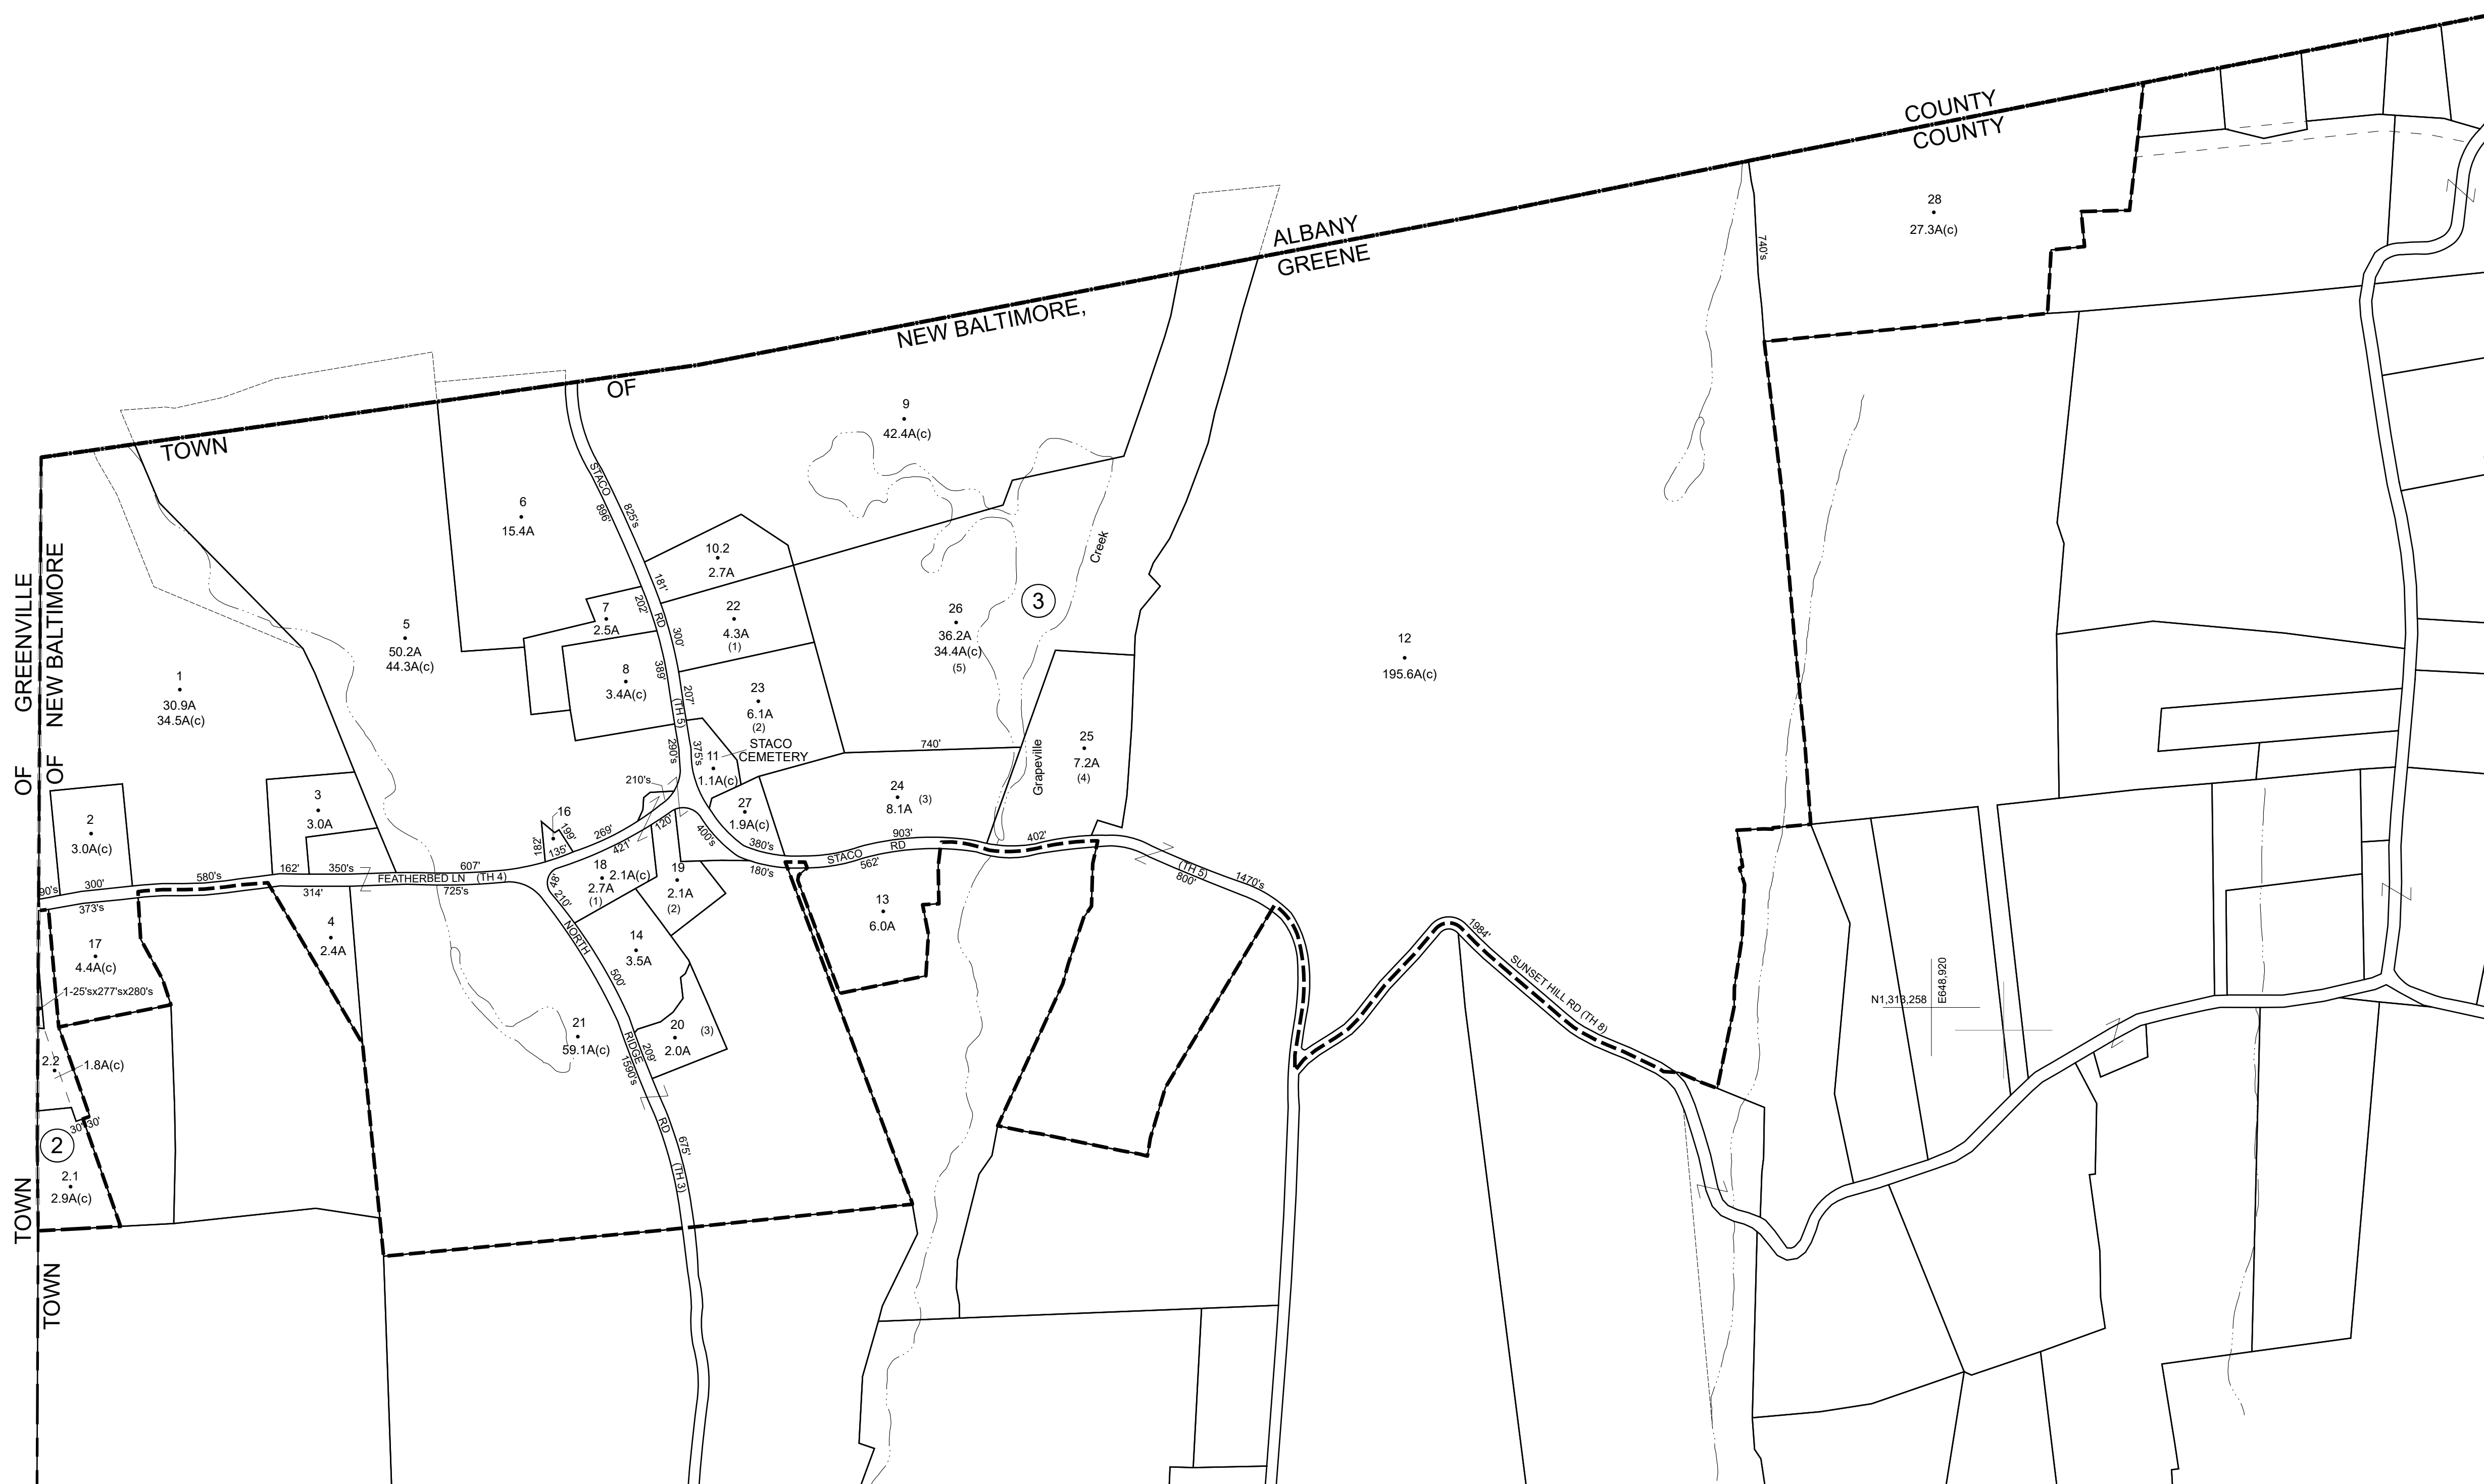 COUNTY
COUNTY
ALBANY
GREENE
NEW BALTIMORE,
OF
TOWN
28
27.3A(c)
740's
9
42.4A(c)
6
15.4A
STACO
896'
825's
10.2
2.7A
181'
202'
RD
300'
7
2.5A
22
4.3A
(1)
Creek
3
26
36.2A
34.4A(c)
(5)
5
50.2A
44.3A(c)
12
195.6A(c)
GREENVILLE
NEW BALTIMORE
OF
OF
1
30.9A
34.5A(c)
8
3.4A(c)
389'
207'
(TH 5)
23
6.1A
(2)
290's
375's
STACO
CEMETERY
11
1.1A(c)
740'
Grapeville
25
7.2A
(4)
210's
2
3.0A(c)
3
3.0A
16
182'
199'
135'
269'
421'
120'
27
1.9A(c)
400's
380's
180's
24
8.1A
(3)
903'
STACO
RD
562'
402'
(TH 5)
800'
1470's
90's
300'
373's
580's
162'
350's
314'
FEATHERBED LN
(TH 4)
607'
725's
48'
210'
18
2.1A(c)
2.7A
(1)
19
2.1A
(2)
13
6.0A
4
2.4A
17
4.4A(c)
1-25'sx277'sx280's
NORTH
14
3.5A
500'
RIDGE
209'
1590's
20
2.0A
(3)
21
59.1A(c)
1984'
SUNSET HILL RD (TH 8)
N1,318,258
E648,920
2.2
1.8A(c)
30'
30'
2
2.1
2.9A(c)
RD
675'
(TH 3)
TOWN
TOWN